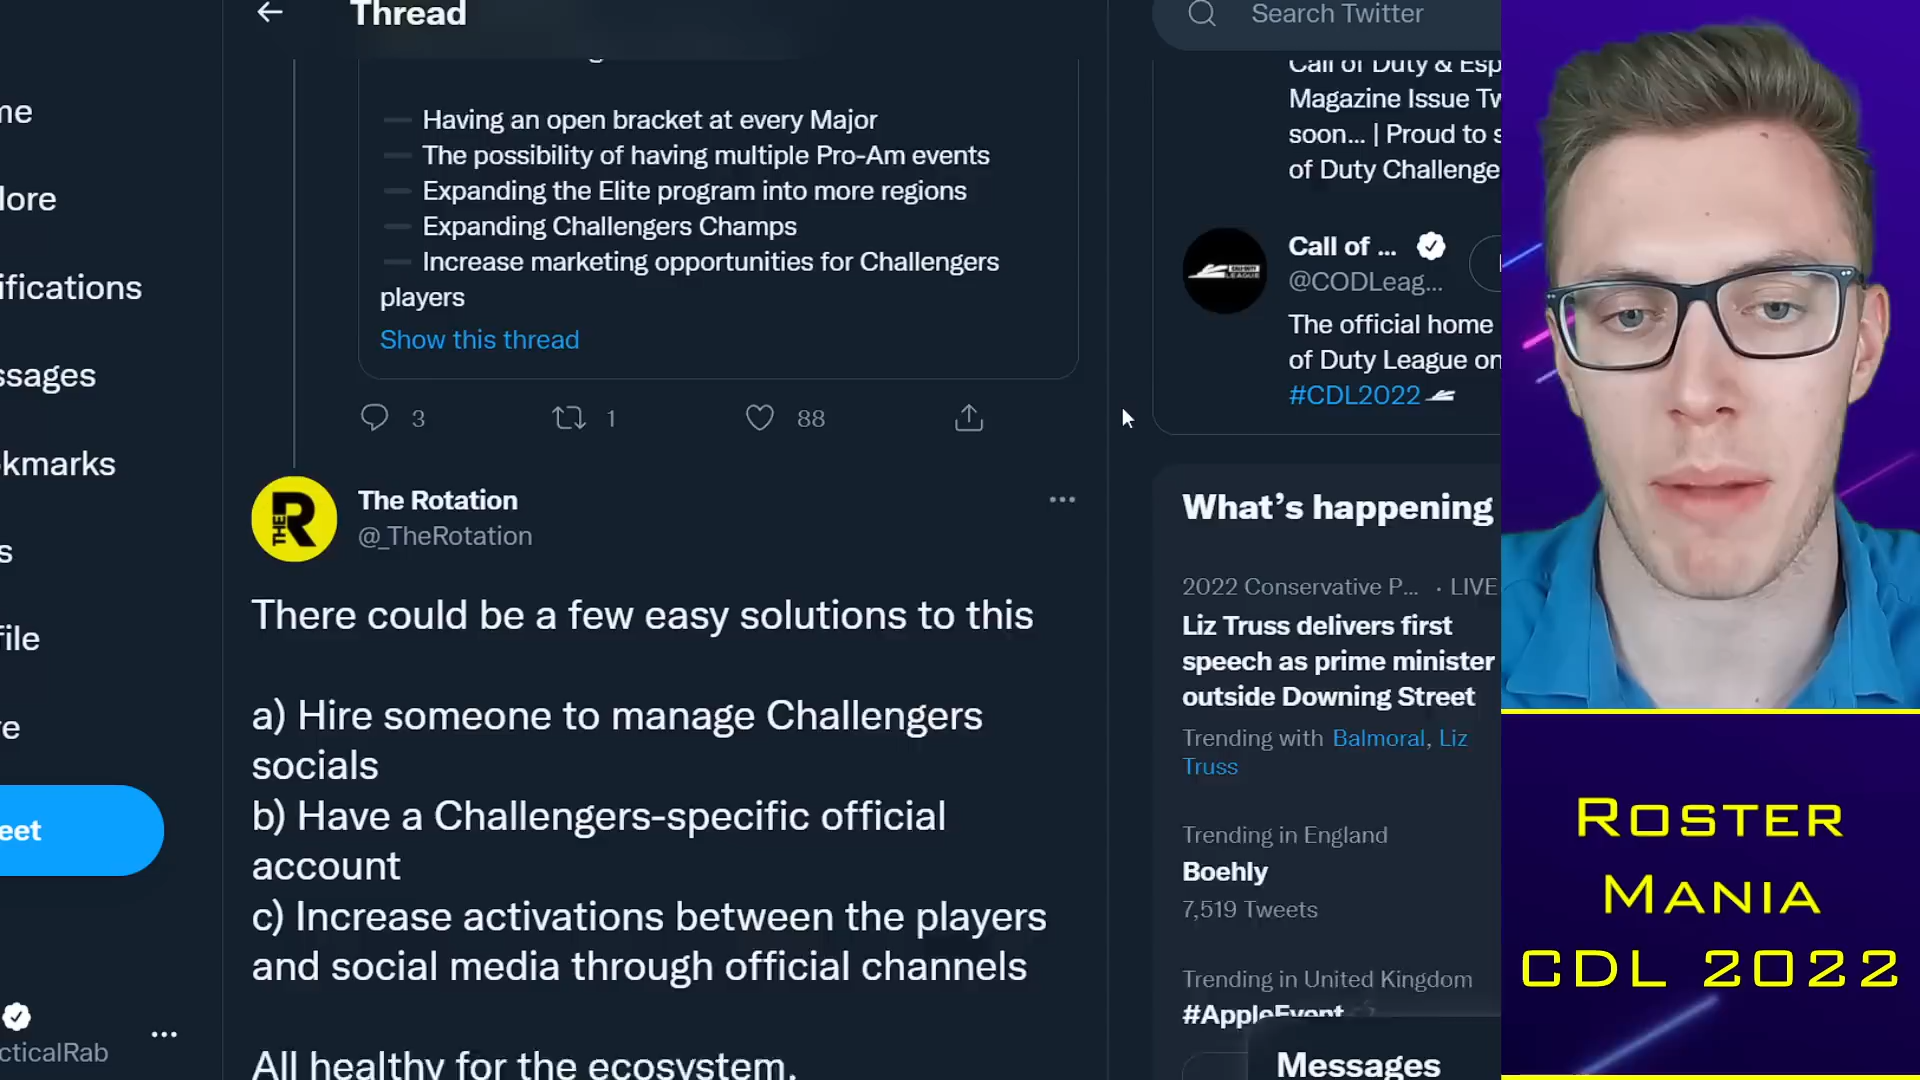 Thread
Search Twitter
me
lore
ifications
ssages
kmarks
s
file
e
eet
cticalRab
Having an open bracket at every Major
The possibility of having multiple Pro-Am events
Expanding the Elite program into more regions
Expanding Challengers Champs
Increase marketing opportunities for Challengers
players
Show this thread
3
1
88
THE R
The Rotation
@_TheRotation
There could be a few easy solutions to this
a) Hire someone to manage Challengers
socials
b) Have a Challengers-specific official
account
c) Increase activations between the players
and social media through official channels
All healthy for the ecosystem.
Call of Duty & Esp
Magazine Issue Tw
soon... | Proud to s
of Duty Challenge
Call of ...
@CODLeag...
The official home
of Duty League on
#CDL2022
What's happening
2022 Conservative P... · LIVE
Liz Truss delivers first
speech as prime minister
outside Downing Street
Trending with Balmoral, Liz
Truss
Trending in England
Boehly
7,519 Tweets
Trending in United Kingdom
#AppleEvent
Messages
ROSTER
MANIA
CDL 2022